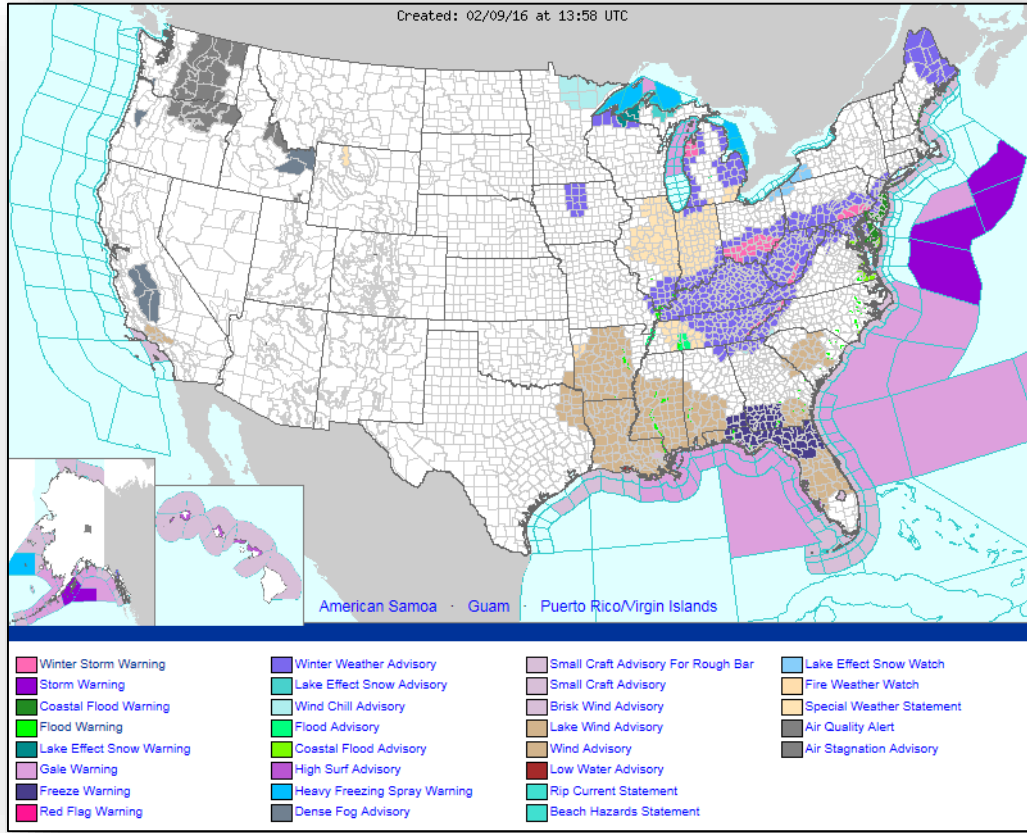 Created: 02/09/16 at 13:58 UTC
American Samoa · Guam · Puerto Rico/Virgin Islands
Winter Storm Warning
Storm Warning
Coastal Flood Warning
Flood Warning
Lake Effect Snow Warning
Gale Warning
Freeze Warning
Red Flag Warning
Winter Weather Advisory
Lake Effect Snow Advisory
Wind Chill Advisory
Flood Advisory
Coastal Flood Advisory
High Surf Advisory
Heavy Freezing Spray Warning
Dense Fog Advisory
Small Craft Advisory For Rough Bar
Small Craft Advisory
Brisk Wind Advisory
Lake Wind Advisory
Wind Advisory
Low Water Advisory
Rip Current Statement
Beach Hazards Statement
Lake Effect Snow Watch
Fire Weather Watch
Special Weather Statement
Air Quality Alert
Air Stagnation Advisory